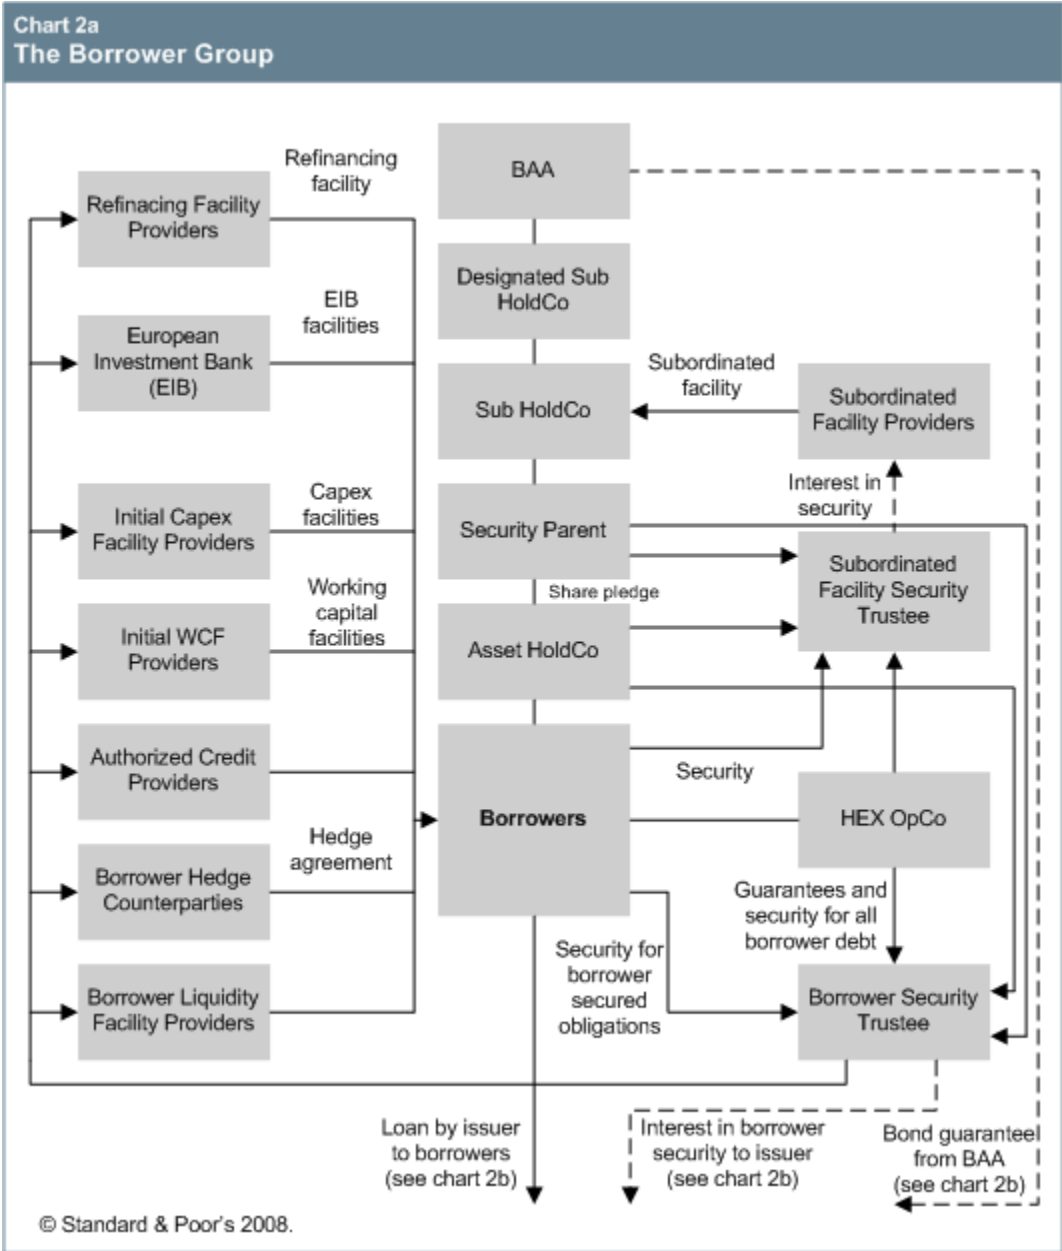 Chart 2a
The Borrower Group
Refinancing
facility
BAA
Refinacing Facility
Providers
Designated Sub
HoldCo
EIB
facilities
European
Investment Bank
(EIB)
Subordinated
facility
Sub HoldCo
Subordinated
Facility Providers
Interest in
security
Capex
facilities
Initial Capex
Facility Providers
Security Parent
Subordinated
Facility Security
Trustee
Share pledge
Working
capital
facilities
Initial WCF
Providers
Asset HoldCo
Authorized Credit
Providers
Security
Borrowers
HEX OpCo
Hedge
agreement
Borrower Hedge
Counterparties
Guarantees and
security for all
borrower debt
Security for
borrower
secured
obligations
Borrower Liquidity
Facility Providers
Borrower Security
Trustee
Loan by issuer
to borrowers
(see chart 2b)
Interest in borrower
security to issuer
(see chart 2b)
Bond guarantee
from BAA
(see chart 2b)
© Standard & Poor's 2008.